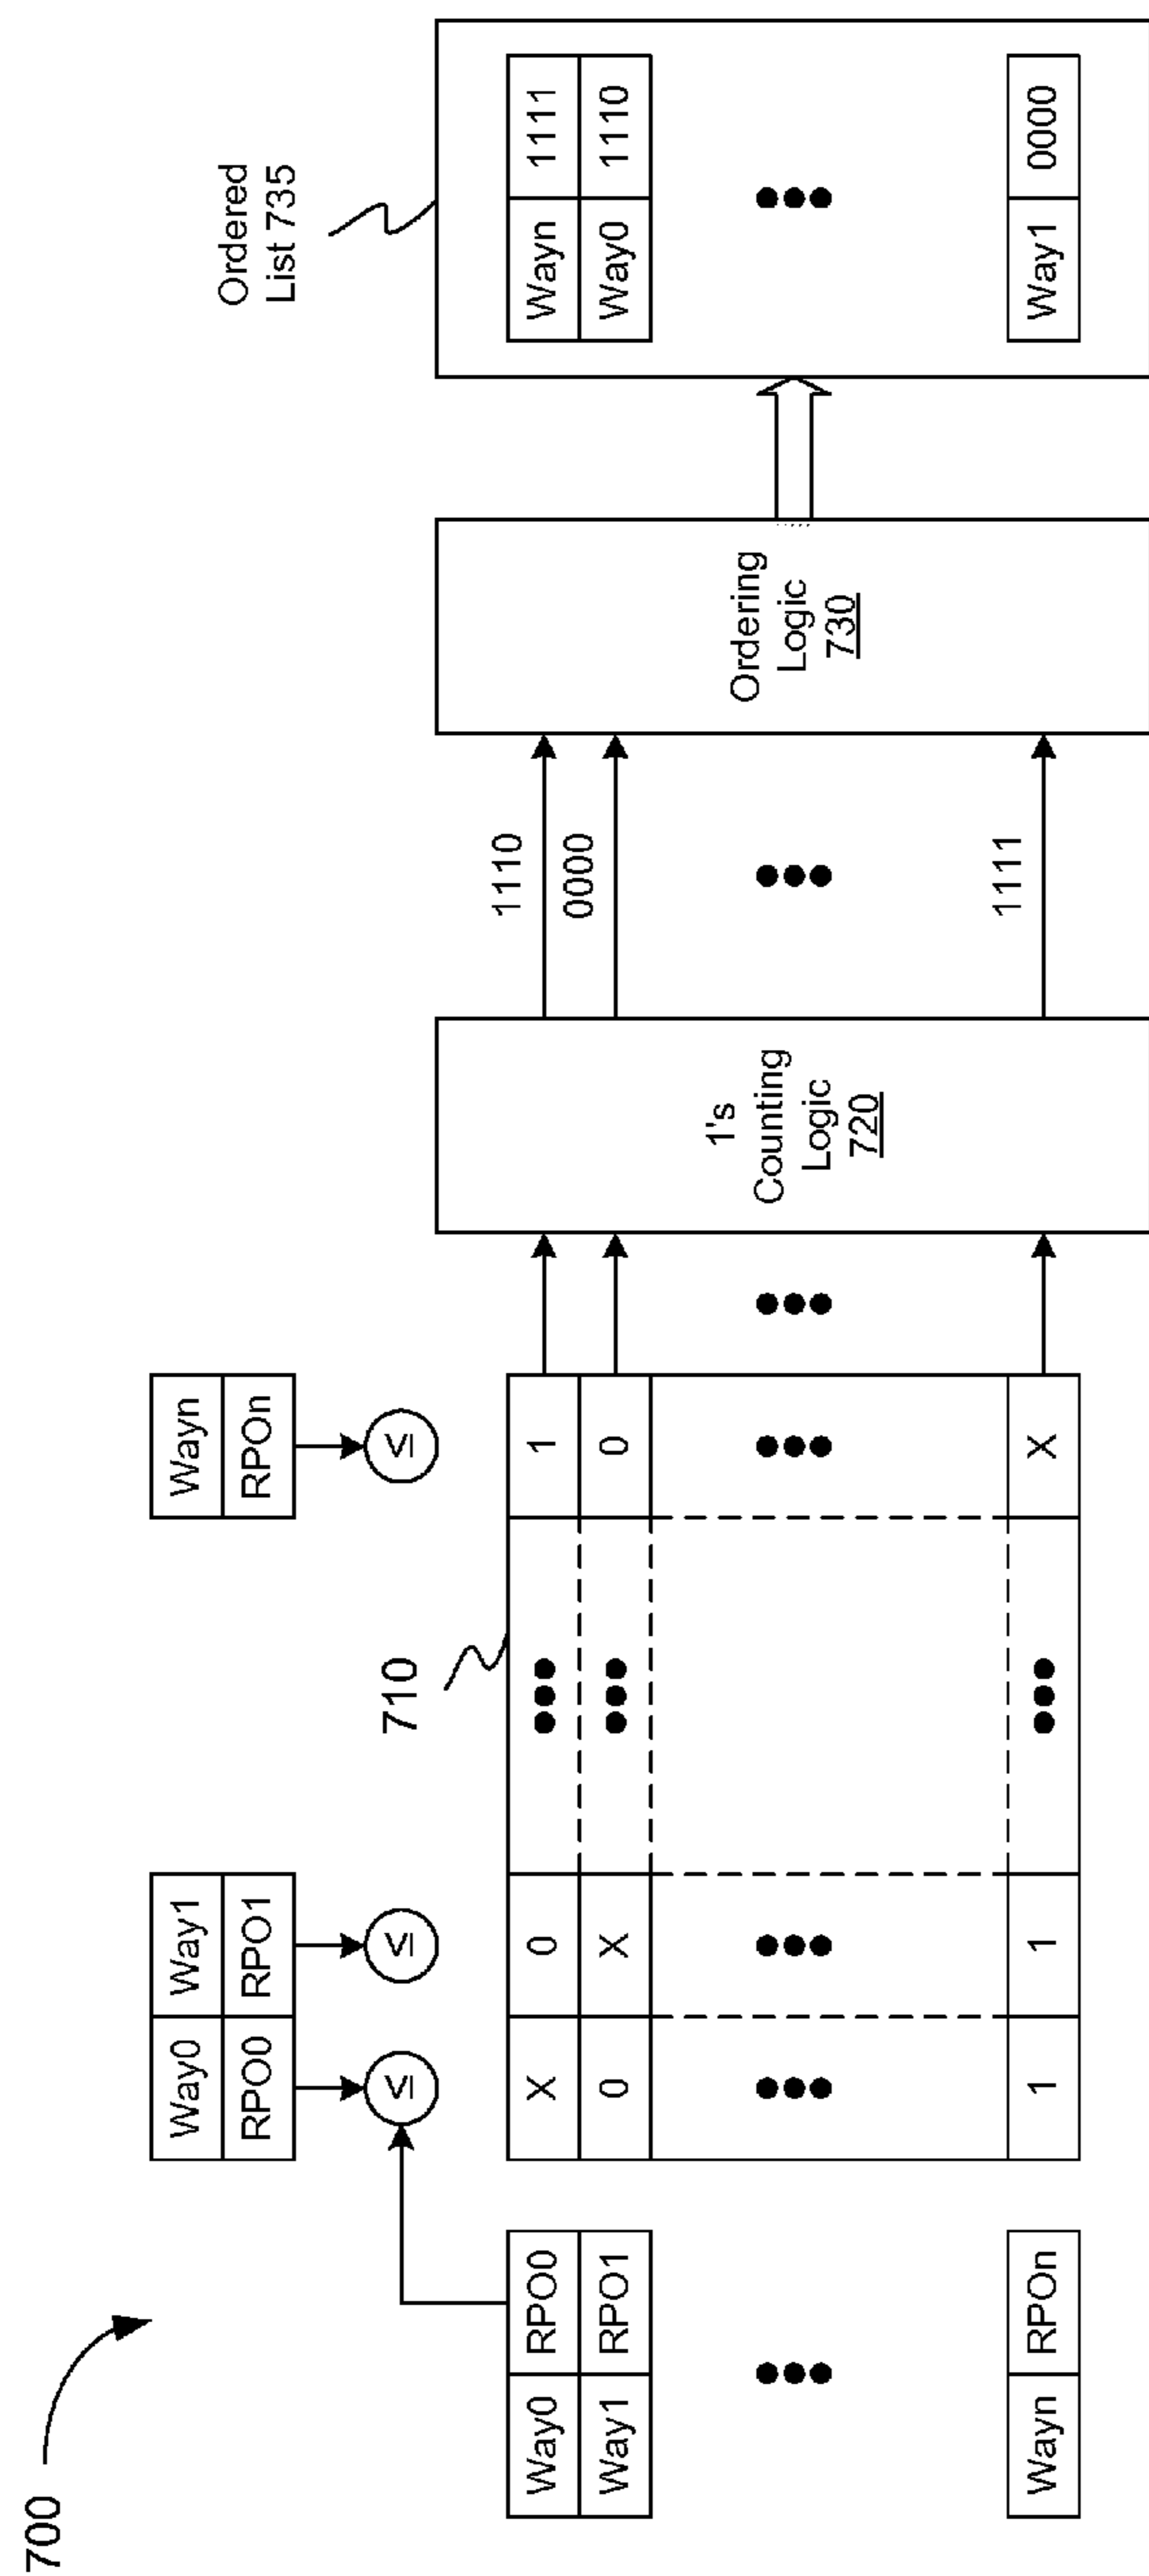 700
Way0 Way1 Wayn
RPO0 RPO1 RPOn
≤ ≤ ≤
710
Ordered
List 735
Way0 RPO0
Way1 RPO1
Wayn RPOn
X 0 1
0 X 0
1 1 X
1's
Counting
Logic
720
1110
0000
1111
Ordering
Logic
730
Wayn 1111
Way0 1110
Way1 0000